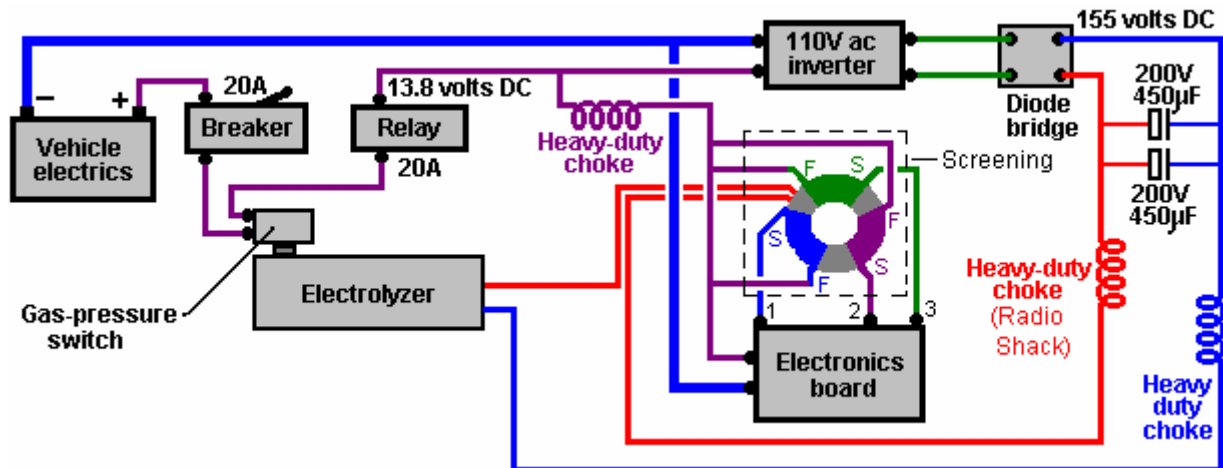 155 volts DC
110V ac
inverter
200V
450µF
–
+
20A
13.8 volts DC
Breaker
Relay
Diode
bridge
Vehicle
electrics
Heavy-duty
choke
20A
Screening
F
S
200V
450µF
F
S
S
F
Heavy-duty
choke
(Radio
Shack)
Electrolyzer
Gas-pressure
switch
1
2
3
Electronics
board
Heavy
duty
choke